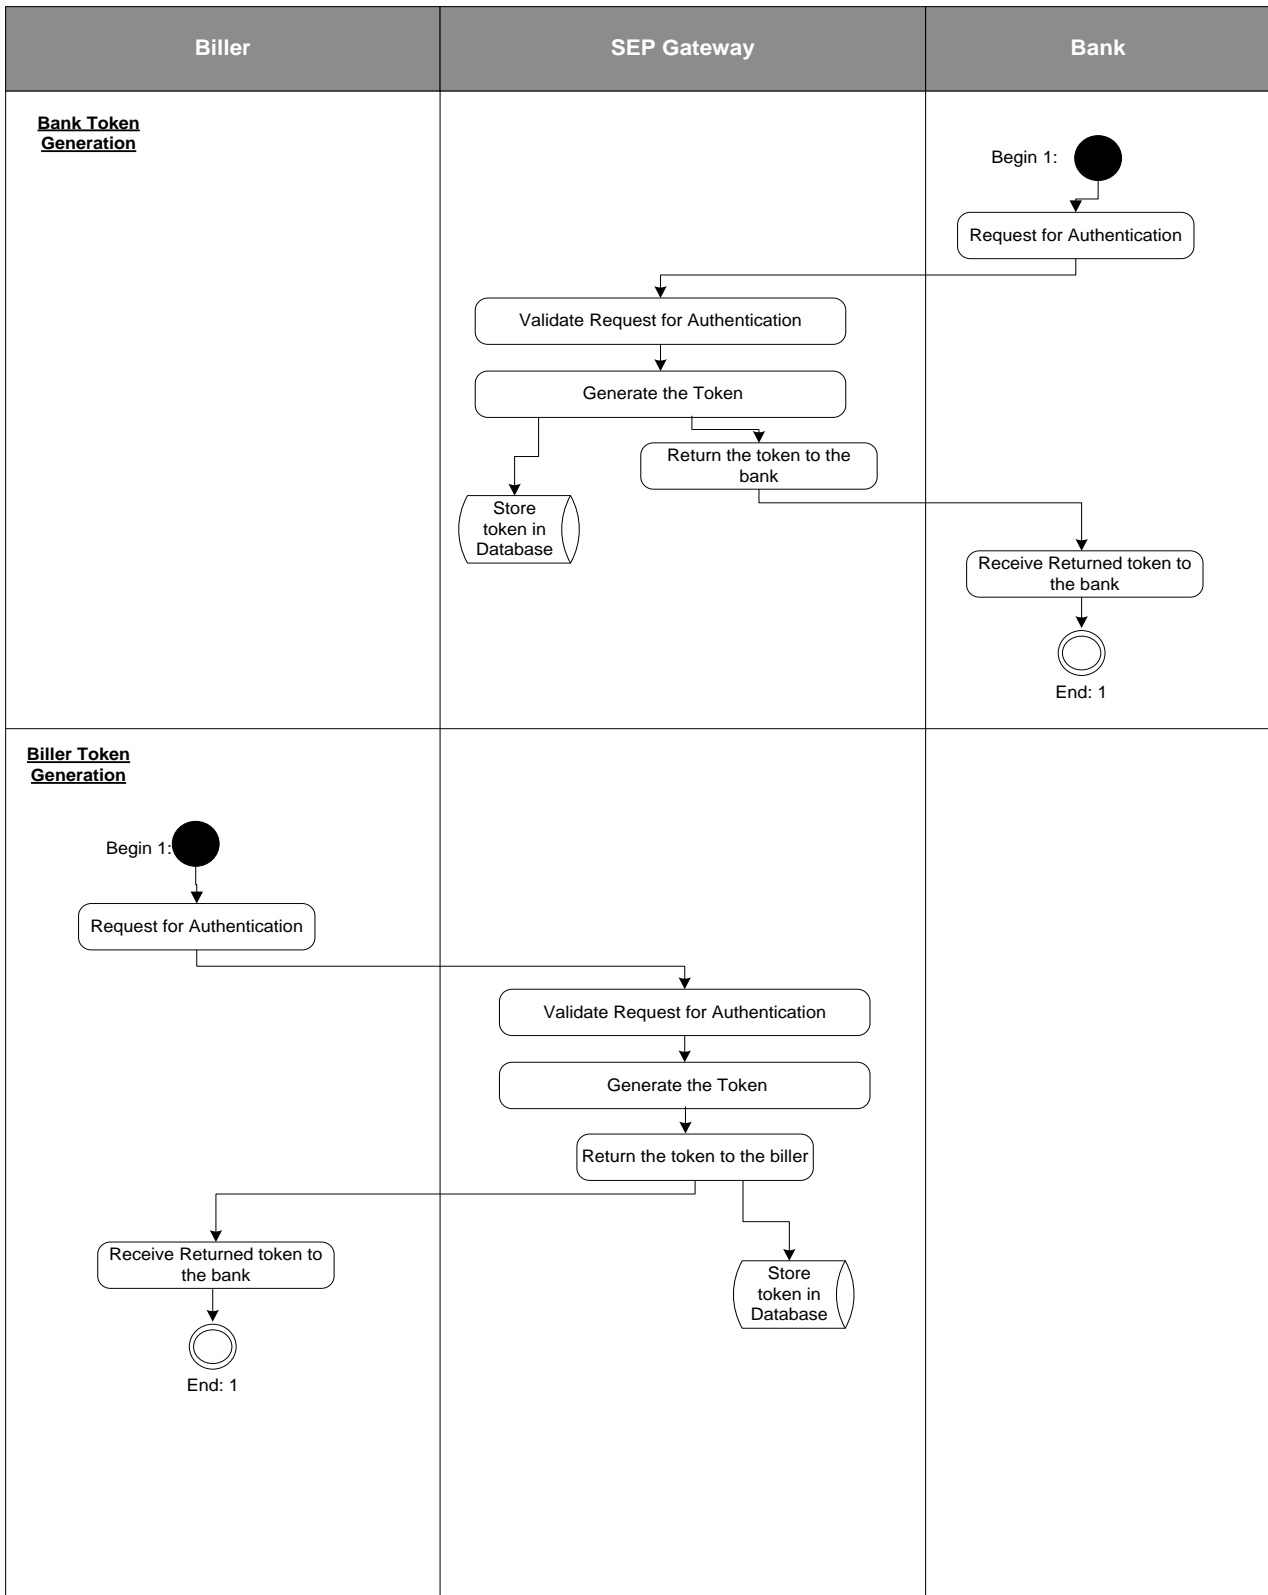 Biller
SEP Gateway
Bank
Bank Token
Generation
Begin 1:
Request for Authentication
Validate Request for Authentication
Generate the Token
Return the token to the
bank
Store
token in
Database
Receive Returned token to
the bank
End: 1
Biller Token
Generation
Begin 1:
Request for Authentication
Validate Request for Authentication
Generate the Token
Return the token to the biller
Receive Returned token to
the bank
Store
token in
Database
End: 1